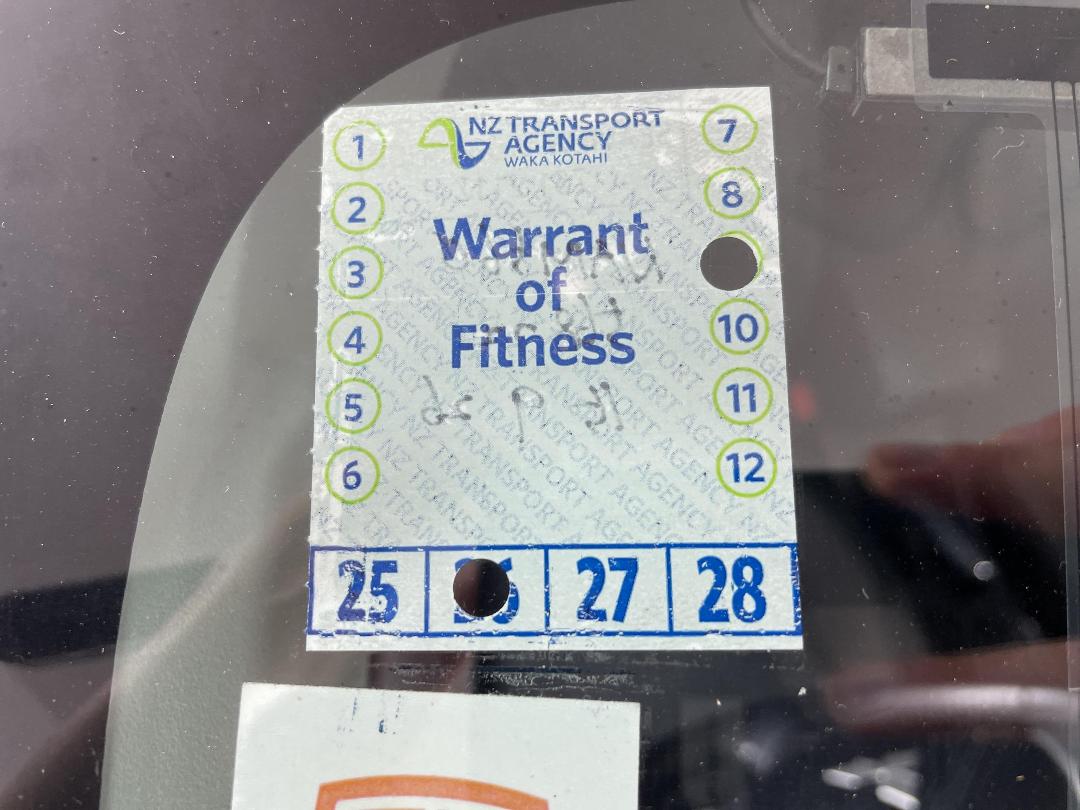 NZ TRANSPORT
AGENCY
WAKA KOTAHI
Warrant
of
Fitness
1
2
3
4
5
6
7
8
10
11
12
25
27
28